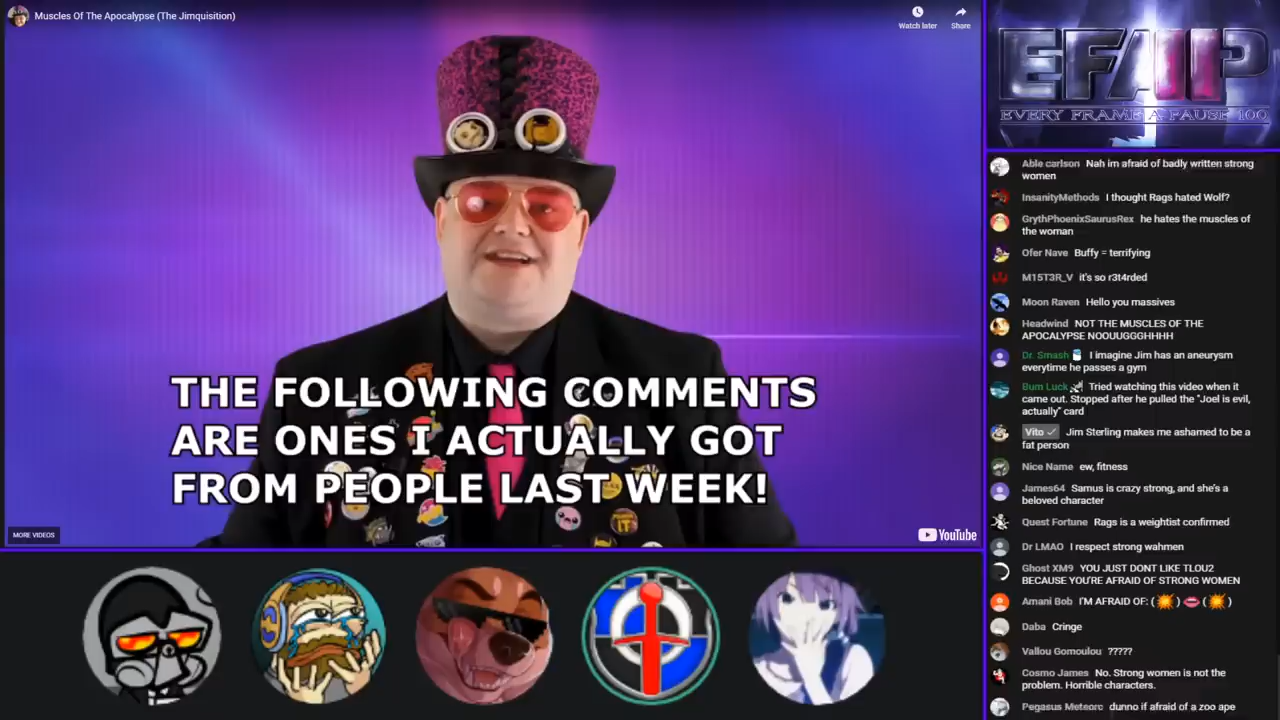 Muscles Of The Apocalypse (The Jimquisition)
Watch later
Share
THE FOLLOWING COMMENTS
ARE ONES I ACTUALLY GOT
FROM PEOPLE LAST WEEK!
MORE VIDEOS
YouTube
EFAP
EVERY FRAME A PAUSE 100
Able carlson Nah im afraid of badly written strong
women
InsanityMethods I thought Rags hated Wolf?
GrythPhoenixSaurusRex he hates the muscles of
the woman
Ofer Nave Buffy = terrifying
M15T3R_V it's so r3t4rded
Moon Raven Hello you massives
Headwind NOT THE MUSCLES OF THE
APOCALYPSE NOOUUGGGHHHH
Dr. Smash I imagine Jim has an aneurysm
everytime he passes a gym
Bum Luck Tried watching this video when it
came out. Stopped after he pulled the "Joel is evil,
actually" card
Vito ✓ Jim Sterling makes me ashamed to be a
fat person
Nice Name ew, fitness
James64 Samus is crazy strong, and she's a
beloved character
Quest Fortune Rags is a weightist confirmed
Dr LMAO I respect strong wahmen
Ghost XM9 YOU JUST DONT LIKE TLOU2
BECAUSE YOU'RE AFRAID OF STRONG WOMEN
Amani Bob I'M AFRAID OF: ( ) ( )
Daba Cringe
Vallou Gomoulou ?????
Cosmo James No. Strong women is not the
problem. Horrible characters.
Pegasus Meteorc dunno if afraid of a zoo ape